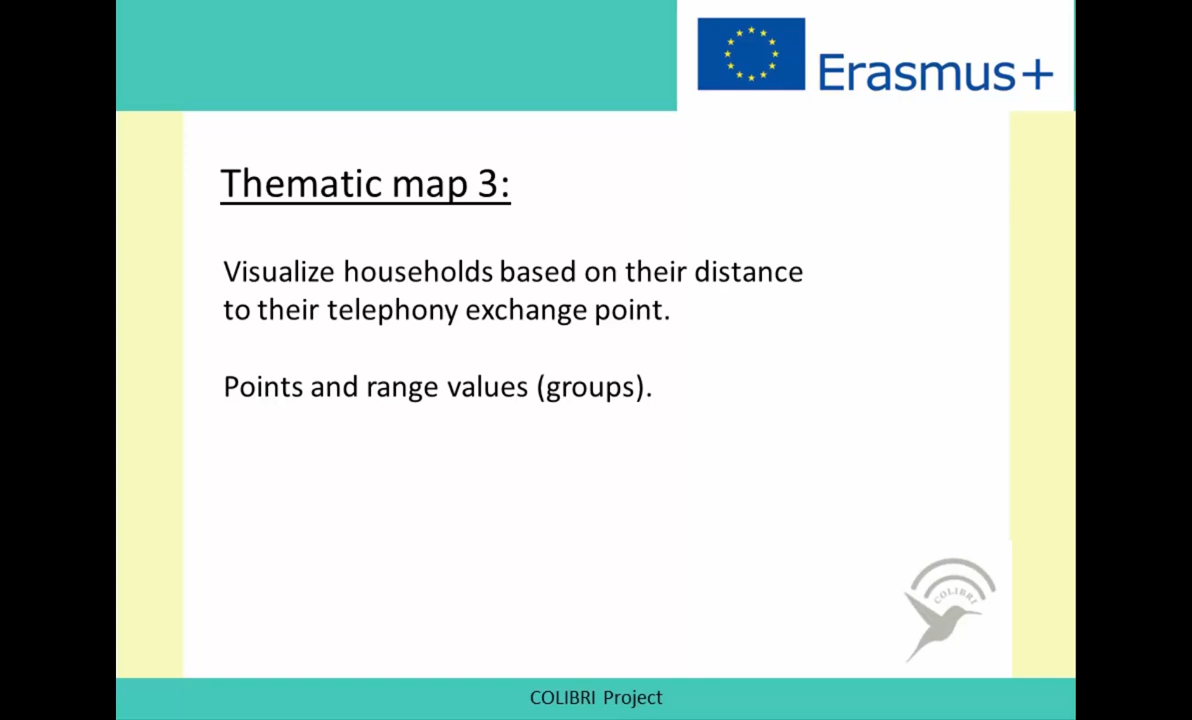 Erasmus+
Thematic map 3:
Visualize households based on their distance
to their telephony exchange point.
Points and range values (groups).
COLIBRI
COLIBRI Project